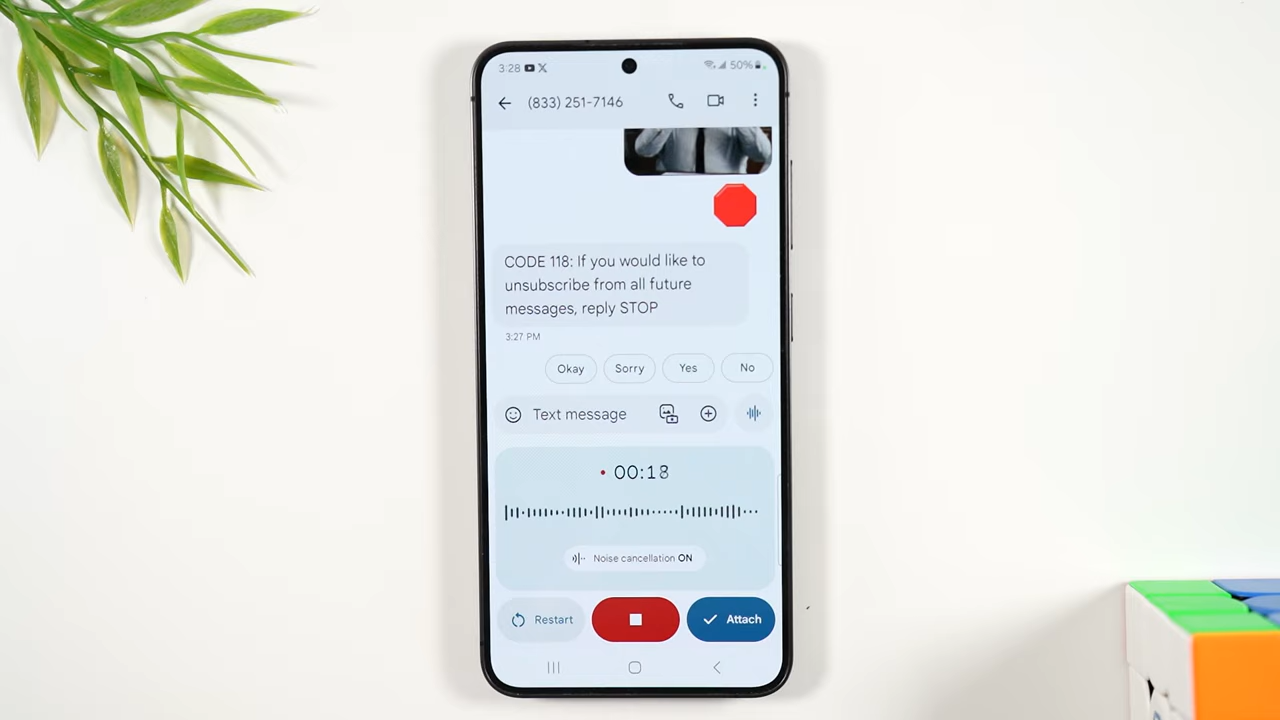 3:28 50%
(833) 251-7146
CODE 118: If you would like to
unsubscribe from all future
messages, reply STOP
3:27 PM
Okay Sorry Yes No
Text message
00:18
Noise cancellation ON
Restart Attach